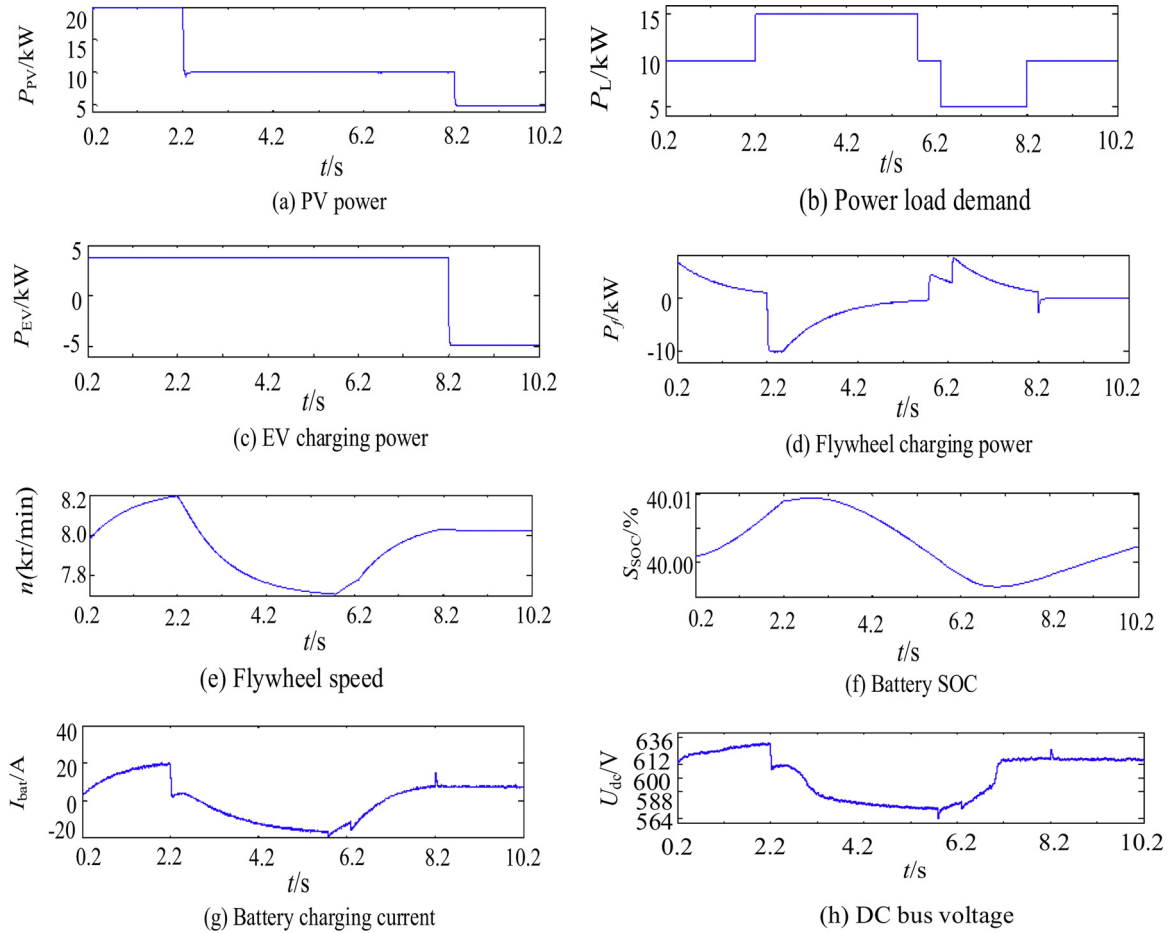 20
15
10
5
P_PV/kW
0.2 2.2 4.2 6.2 8.2 10.2
t/s
(a) PV power
15
10
5
P_L/kW
0.2 2.2 4.2 6.2 8.2 10.2
t/s
(b) Power load demand
5
0
-5
P_EV/kW
0.2 2.2 4.2 6.2 8.2 10.2
t/s
(c) EV charging power
0
-10
P_f/kW
0.2 2.2 4.2 6.2 8.2 10.2
t/s
(d) Flywheel charging power
8.2
8.0
7.8
n(kr/min)
0.2 2.2 4.2 6.2 8.2 10.2
t/s
(e) Flywheel speed
40.01
40.00
S_SOC/%
0.2 2.2 4.2 6.2 8.2 10.2
t/s
(f) Battery SOC
40
20
0
-20
I_bat/A
0.2 2.2 4.2 6.2 8.2 10.2
t/s
(g) Battery charging current
636
612
600
588
564
U_dc/V
0.2 2.2 4.2 6.2 8.2 10.2
t/s
(h) DC bus voltage